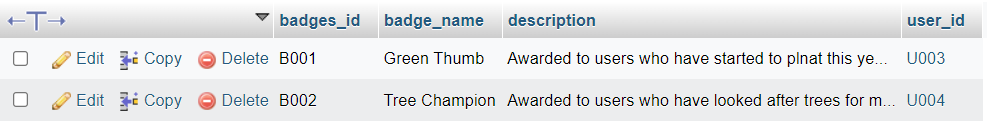 badges_id badge_name description user_id
Edit Copy Delete B001 Green Thumb Awarded to users who have started to plnat this ye... U003
Edit Copy Delete B002 Tree Champion Awarded to users who have looked after trees for m... U004